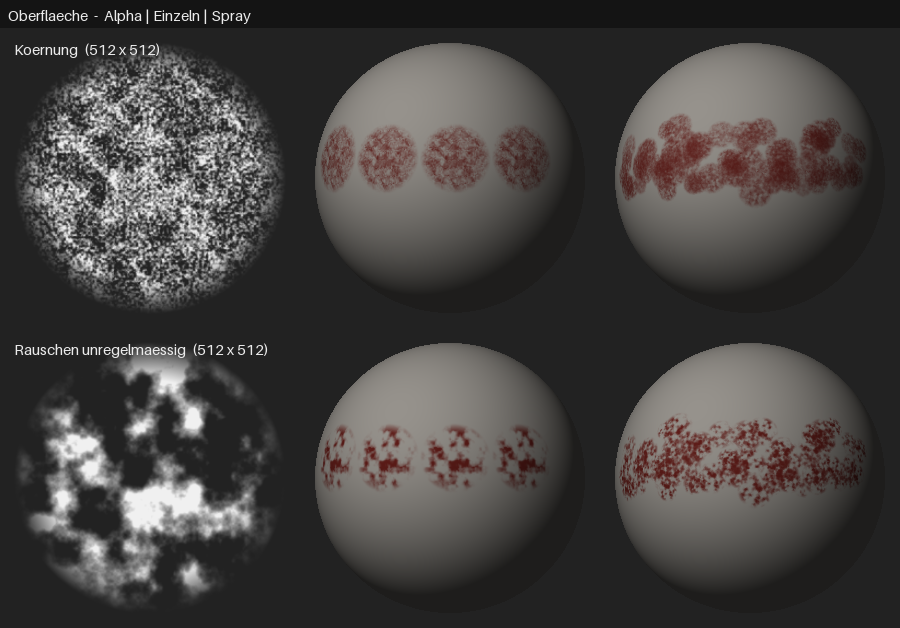 Oberflaeche - Alpha | Einzeln | Spray
Koernung (512 x 512)
Rauschen unregelmaessig (512 x 512)